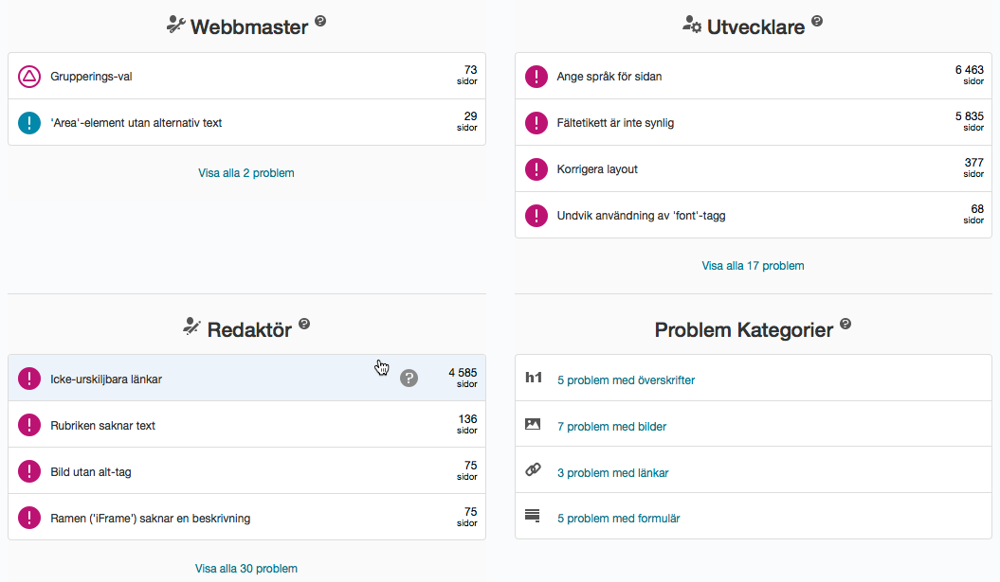 Webbmaster ?
Grupperings-val
73
sidor
!
'Area'-element utan alternativ text
29
sidor
Visa alla 2 problem
Utvecklare ?
!
Ange språk för sidan
6 463
sidor
!
Fältetikett är inte synlig
5 835
sidor
!
Korrigera layout
377
sidor
!
Undvik användning av 'font'-tagg
68
sidor
Visa alla 17 problem
Redaktör ?
!
Icke-urskiljbara länkar
?
4 585
sidor
!
Rubriken saknar text
136
sidor
!
Bild utan alt-tag
75
sidor
!
Ramen ('iFrame') saknar en beskrivning
75
sidor
Visa alla 30 problem
Problem Kategorier ?
h1 5 problem med överskrifter
7 problem med bilder
3 problem med länkar
5 problem med formulär